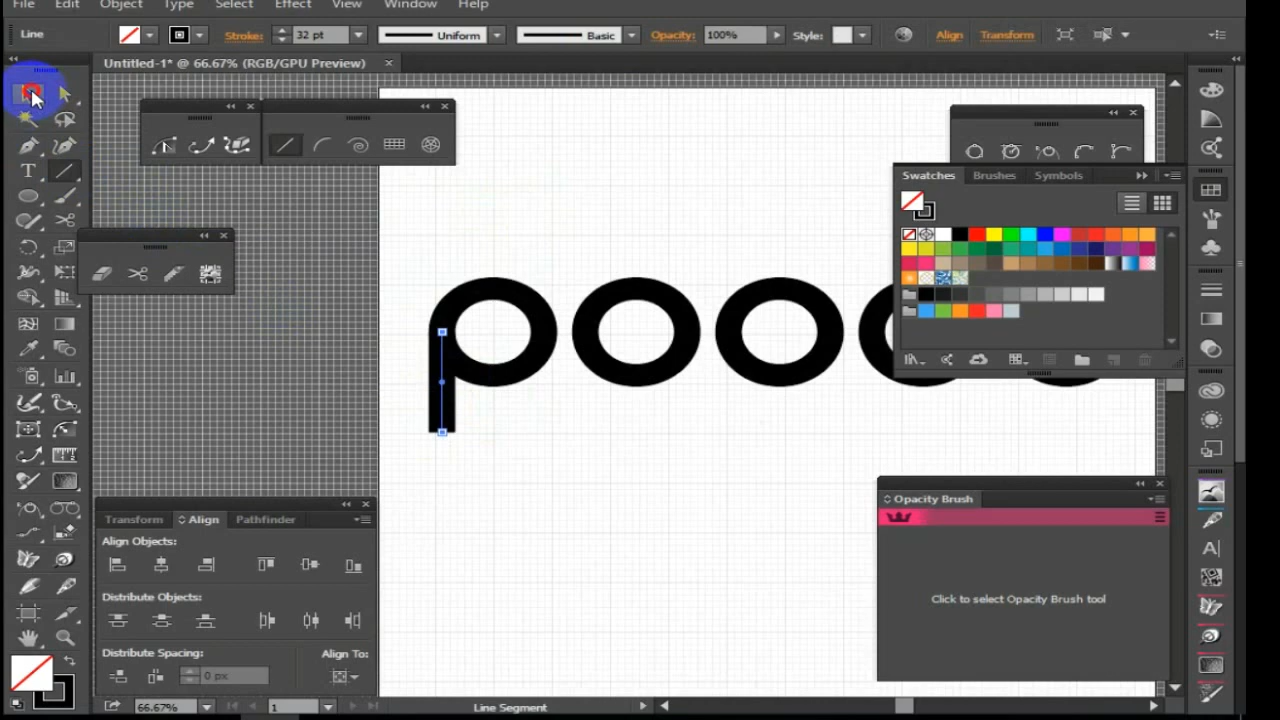 File Edit Object Type Select Effect View Window Help
Line Stroke: 32 pt Uniform Basic Opacity: 100% Style: Align Transform
Untitled-1* @ 66.67% (RGB/GPU Preview)
Swatches Brushes Symbols
pooo
Opacity Brush
Click to select Opacity Brush tool
Transform Align Pathfinder
Align Objects:
Distribute Objects:
Distribute Spacing: Align To:
0 px
66.67% 1 Line Segment